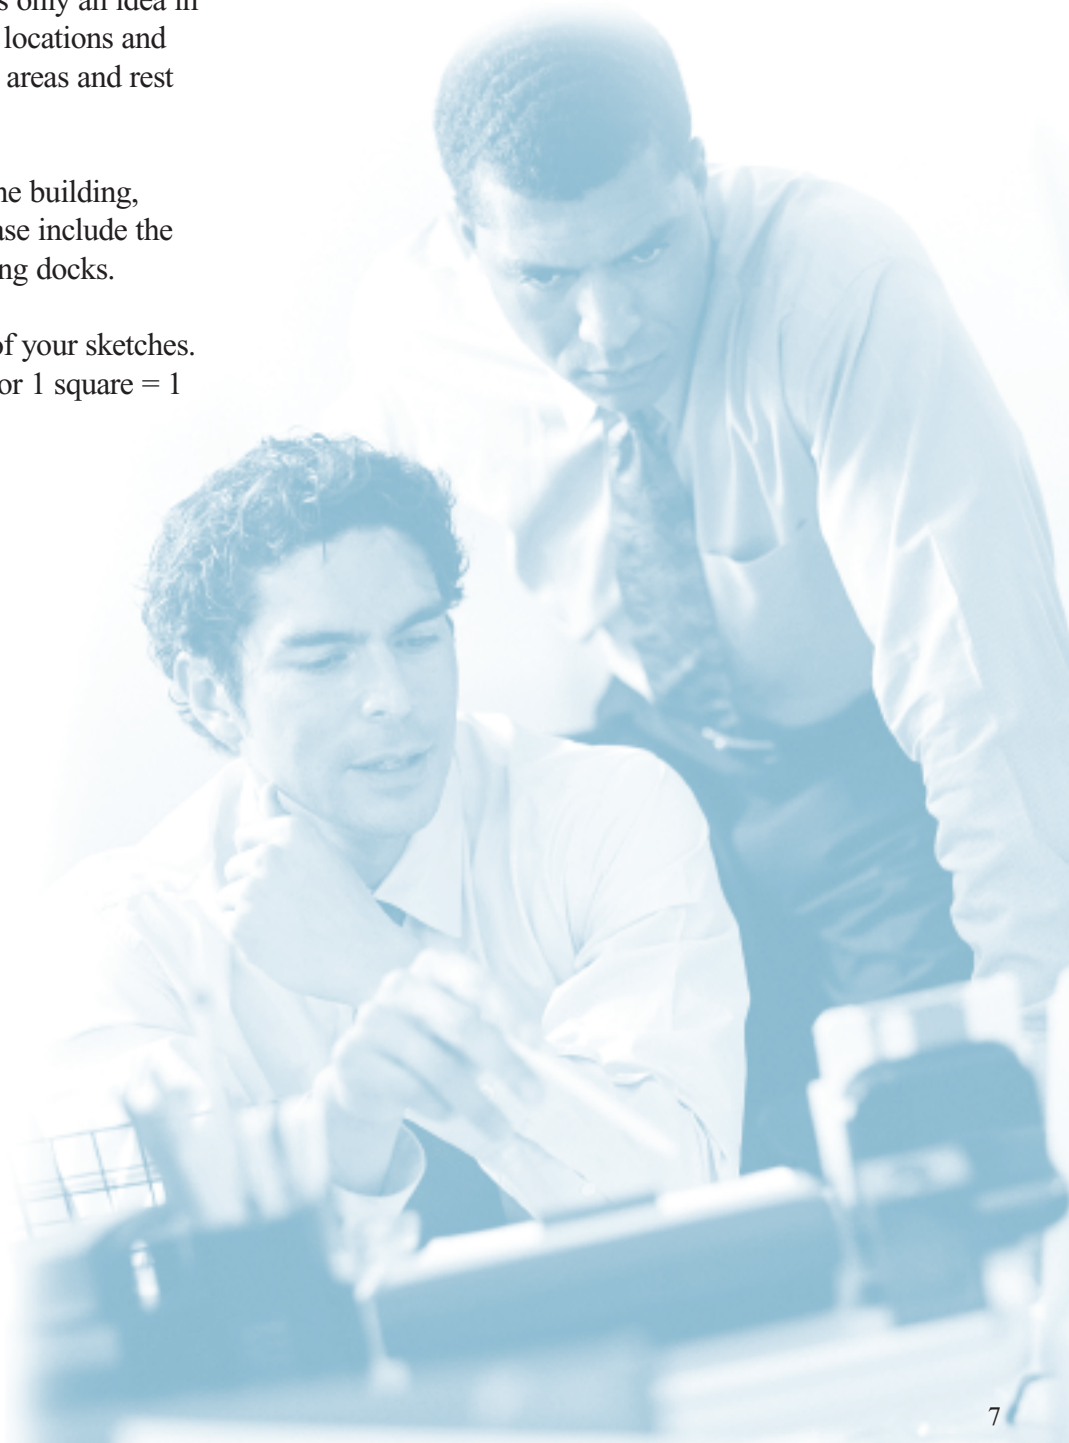 s only an idea in
locations and
areas and rest
ne building,
ase include the
ng docks.
of your sketches.
or 1 square = 1
7